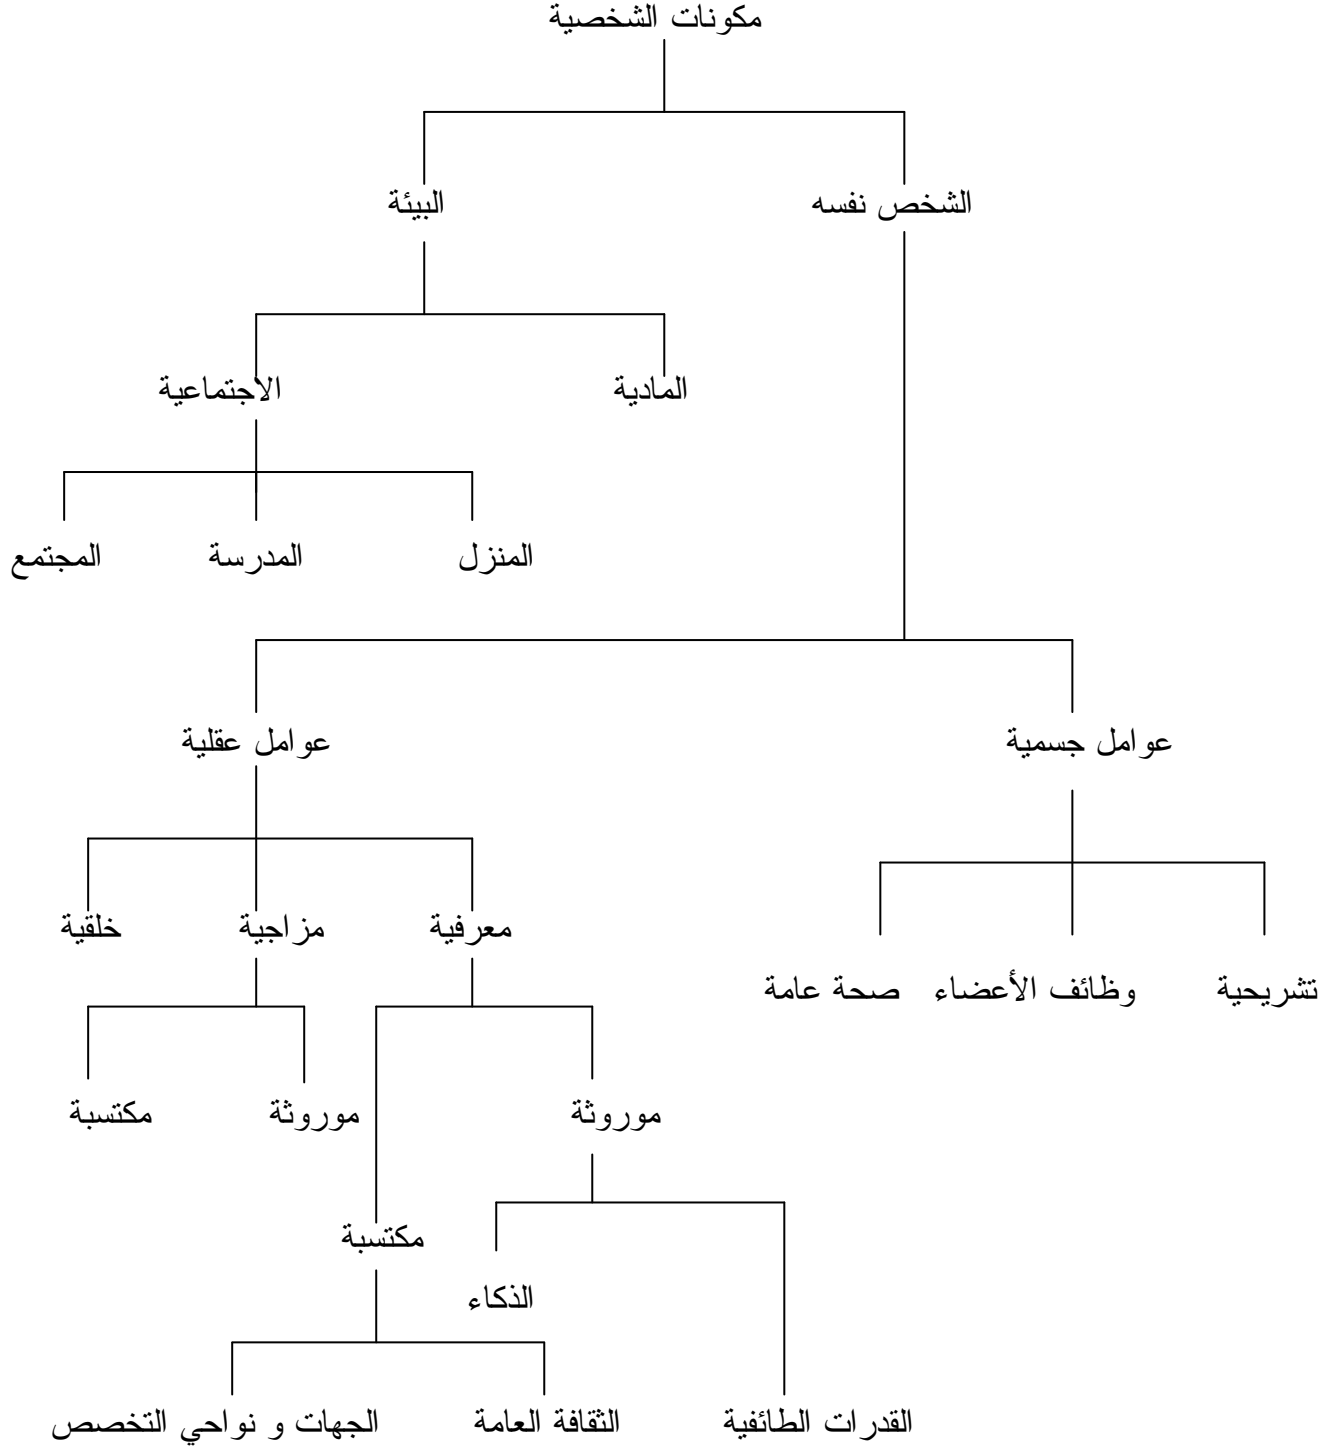 مكونات الشخصية
الشخص نفسه
البيئة
المادية
الاجتماعية
المنزل
المدرسة
المجتمع
عوامل جسمية
عوامل عقلية
معرفية
مزاجية
خلقية
تشريحية
وظائف الأعضاء
صحة عامة
موروثة
موروثة
مكتسبة
مكتسبة
الذكاء
القدرات الطائفية
الثقافة العامة
الجهات و نواحي التخصص